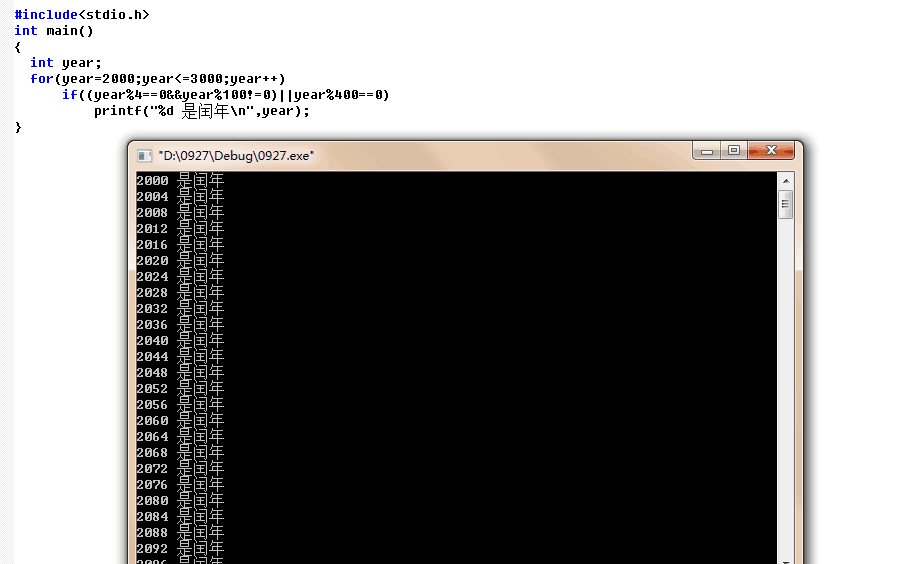 #include<stdio.h>
int main()
{
int year;
for(year=2000;year<=3000;year++)
if((year%4==0&&year%100!=0)||year%400==0)
printf("%d 是闰年\n",year);
}
"D:\0927\Debug\0927.exe"
2000 是闰年
2004 是闰年
2008 是闰年
2012 是闰年
2016 是闰年
2020 是闰年
2024 是闰年
2028 是闰年
2032 是闰年
2036 是闰年
2040 是闰年
2044 是闰年
2048 是闰年
2052 是闰年
2056 是闰年
2060 是闰年
2064 是闰年
2068 是闰年
2072 是闰年
2076 是闰年
2080 是闰年
2084 是闰年
2088 是闰年
2092 是闰年
2096 是闰年